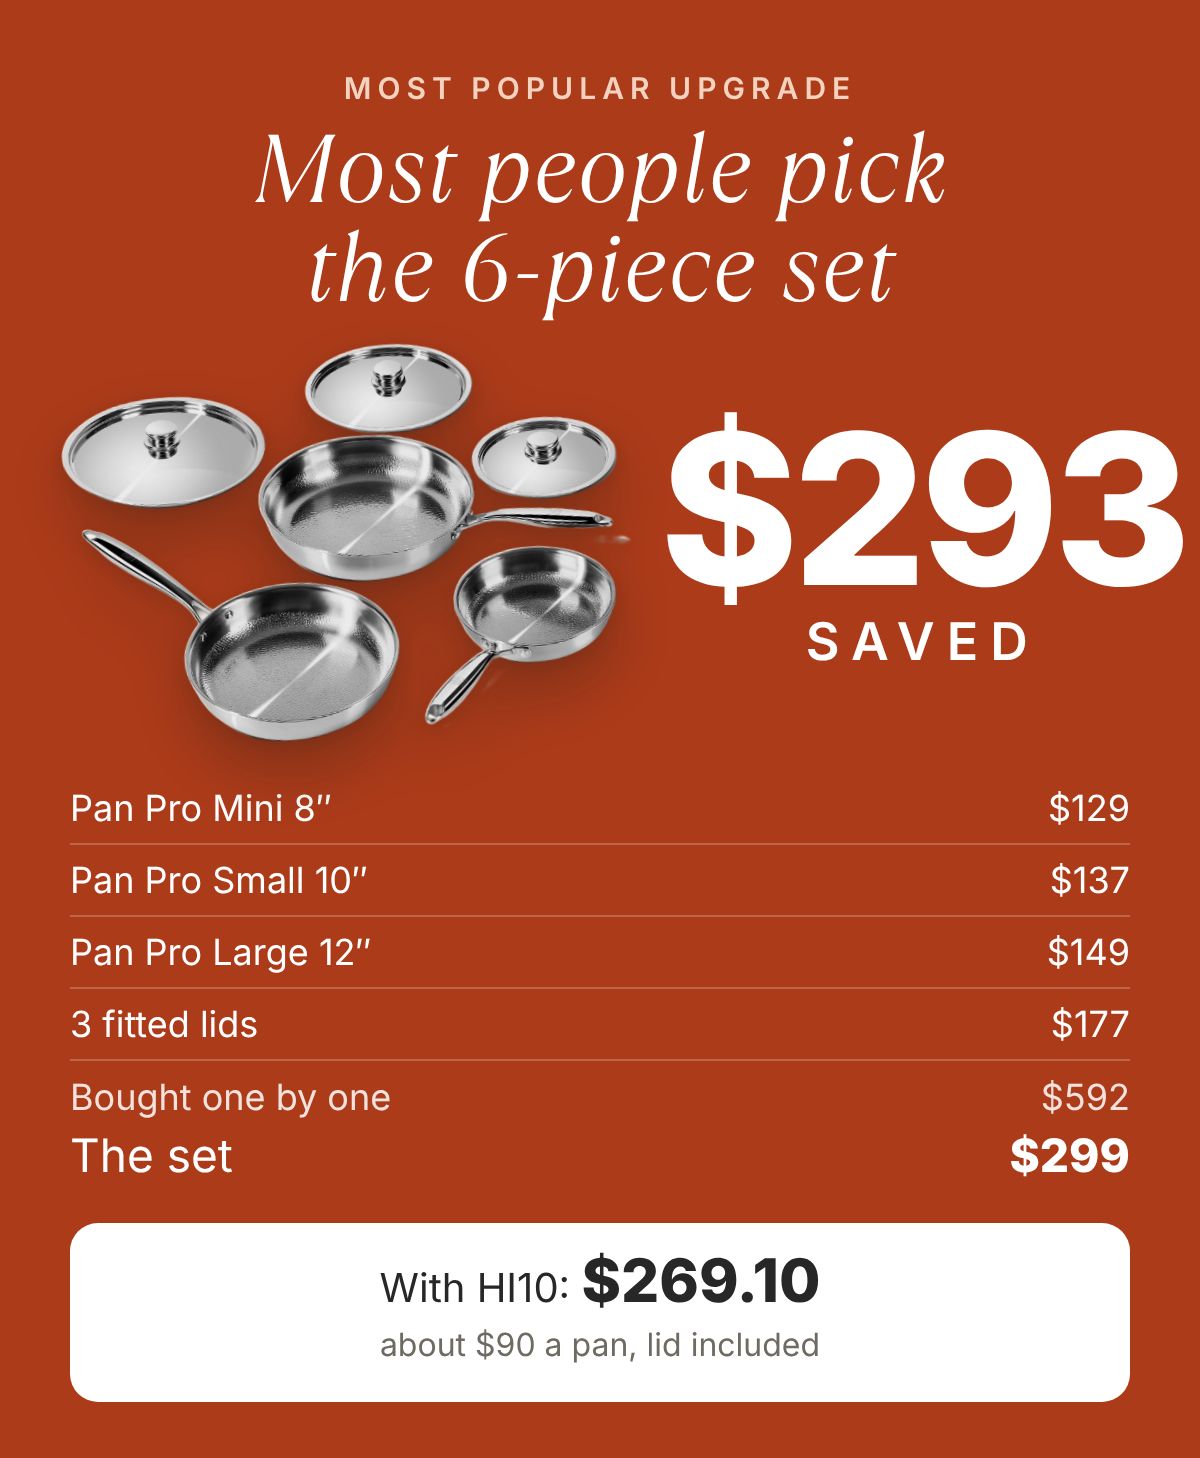 MOST POPULAR UPGRADE
Most people pick
the 6-piece set
$293
SAVED
Pan Pro Mini 8″ $129
Pan Pro Small 10″ $137
Pan Pro Large 12″ $149
3 fitted lids $177
Bought one by one $592
The set $299
With HI10: $269.10
about $90 a pan, lid included